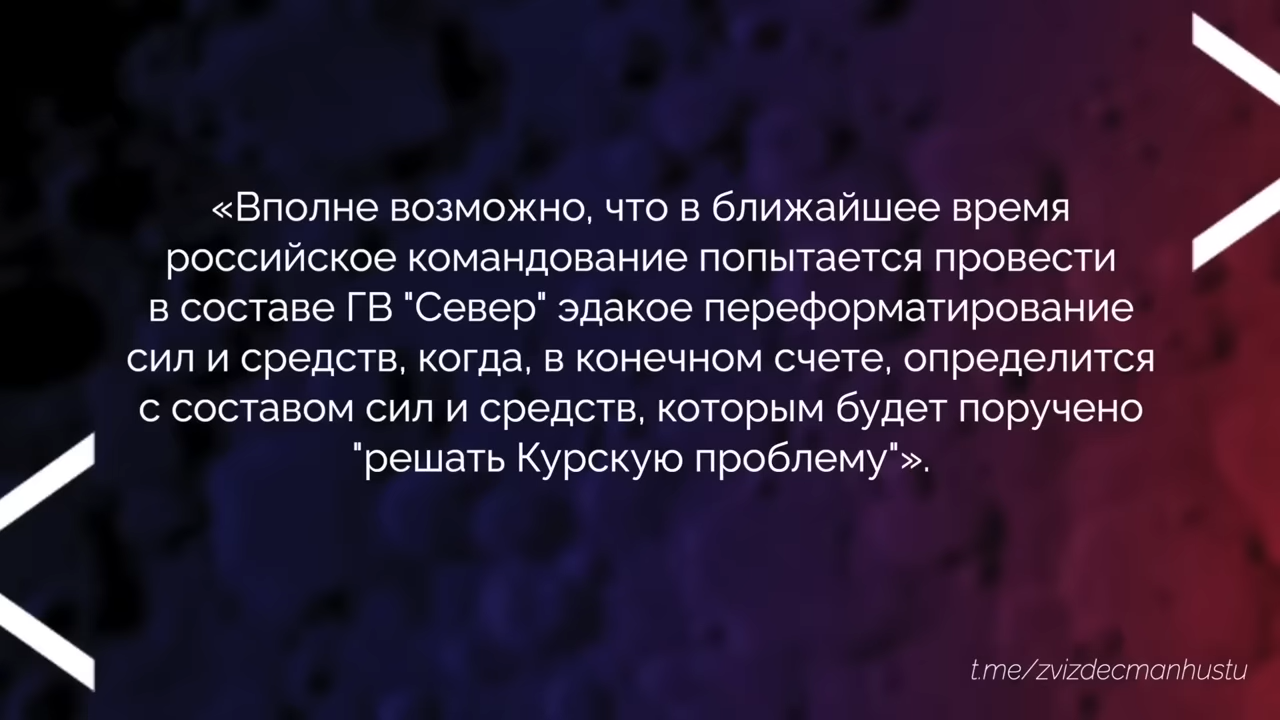 «Вполне возможно, что в ближайшее время
российское командование попытается провести
в составе ГВ "Север" эдакое переформатирование
сил и средств, когда, в конечном счете, определится
с составом сил и средств, которым будет поручено
"решать Курскую проблему"».
t.me/zvizdecmanhustu